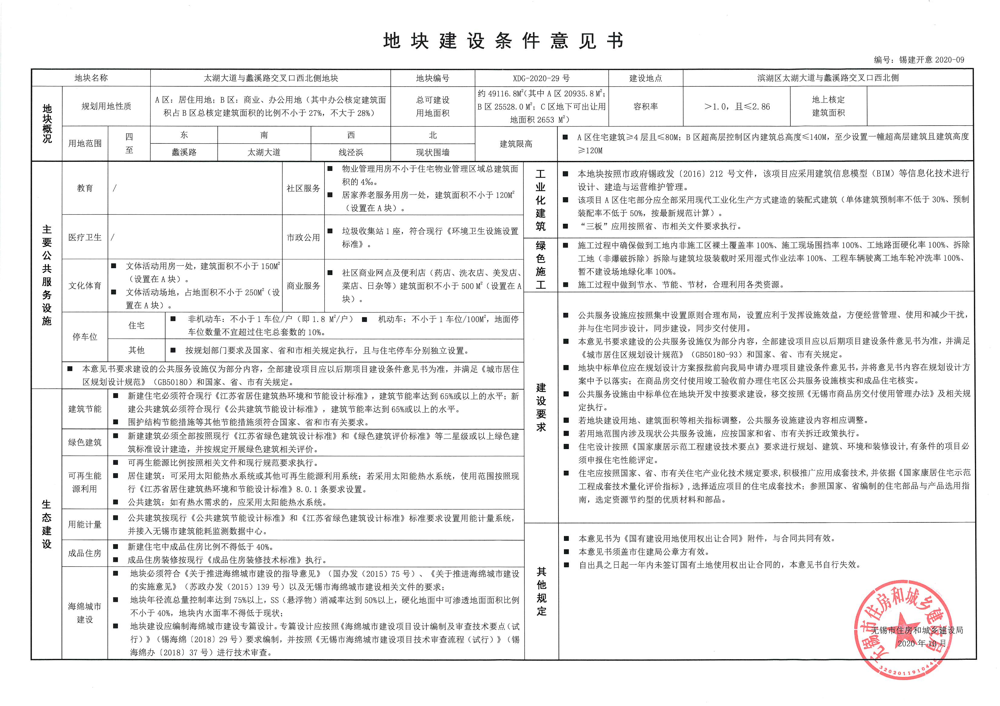 地块建设条件意见书
编号：锡建开意 2020-09
地块名称
太湖大道与蠡溪路交叉口西北侧地块
地块编号
XDG-2020-29 号
建设地点
滨湖区太湖大道与蠡溪路交叉口西北侧
地块概况
规划用地性质
A 区：居住用地；B 区：商业、办公用地（其中办公核定建筑面
积占 B 区总核定建筑面积的比例不小于 27%，不大于 28%）
总可建设
用地面积
约 49116.8M²（其中 A 区 20935.8 M²；
B 区 25528.0 M²；C 区地下可出让用
地面积 2653 M²）
容积率
＞1.0，且≤2.86
地上核定
建筑面积
用地范围
四
至
东
南
西
北
蠡溪路
太湖大道
线泾浜
现状围墙
建筑限高
■ A 区住宅建筑≥4 层且≤80M；B 区超高层控制区内建筑总高度≤140M，至少设置一幢超高层建筑且建筑高度
≥120M
主要公共服务设施
教育
/
社区服务
■ 物业管理用房不小于住宅物业管理区域总建筑面
积的 4‰。
■ 居家养老服务用房一处，建筑面积不小于 120M²
（设置在 A 块）。
医疗卫生
/
市政公用
■ 垃圾收集站 1 座，符合现行《环境卫生设施设置
标准》。
文化体育
■ 文体活动用房一处，建筑面积不小于 150M²
（设置在 A 块）。
■ 文体活动场地，占地面积不小于 250M²（设
置在 A 块）。
商业服务
■ 社区商业网点及便利店（药店、洗衣店、美发店、
菜店、日杂等）建筑面积不小于 500 M²（设置在 A
块）。
停车位
住宅
■ 非机动车：不小于 1 车位/户（即 1.8 M²/户） ■ 机动车：不小于 1 车位/100M²，地面停
车位数量不宜超过住宅总套数的 10%。
其他
■ 按规划部门要求及国家、省和市相关规定执行，且与住宅停车分别独立设置。
■ 本意见书要求建设的公共服务设施仅为部分内容，全部建设项目应以后期项目建设条件意见书为准，并满足《城市居住
区规划设计规范》（GB50180）和国家、省、市有关规定。
生态建设
建筑节能
■ 新建住宅必须符合现行《江苏省居住建筑热环境和节能设计标准》，建筑节能率达到 65%或以上的水平；新
建公共建筑必须符合现行《公共建筑节能设计标准》，建筑节能率达到 65%或以上的水平。
■ 围护结构节能措施等其他节能措施须符合国家、省和市有关要求。
绿色建筑
■ 新建建筑必须全部按照现行《江苏省绿色建筑设计标准》和《绿色建筑评价标准》等二星级或以上绿色建
筑标准设计建造，并按规定开展绿色建筑相关评价。
可再生能
源利用
■ 可再生能源比例按照相关文件和现行规范要求执行。
■ 居住建筑：可采用太阳能热水系统或其他可再生能源利用系统；若采用太阳能热水系统，使用范围按照现
行《江苏省居住建筑热环境和节能设计标准》8.0.1 条要求设置。
■ 公共建筑：如有热水需求的，应采用太阳能热水系统。
用能计量
■ 公共建筑按现行《公共建筑节能设计标准》和《江苏省绿色建筑设计标准》标准要求设置用能计量系统，
并接入无锡市建筑能耗监测数据中心。
成品住房
■ 新建住宅中成品住房比例不得低于 40%。
■ 成品住房装修按现行《成品住房装修技术标准》执行。
海绵城市
建设
■ 地块必须符合《关于推进海绵城市建设的指导意见》（国办发（2015）75 号）、《关于推进海绵城市建设
的实施意见》（苏政办发（2015）139 号）以及无锡市海绵城市建设相关文件的要求；
■ 地块年径流总量控制率达到 75%以上，SS（悬浮物）消减率达到 50%以上，硬化地面中可渗透地面面积比例
不小于 40%，地块内水面率不得低于现状；
■ 地块建设应编制海绵城市建设专篇设计。专篇设计应按照《海绵城市建设项目设计编制及审查技术要点（试
行）》（锡海绵〔2018〕29 号）要求编制，并按照《无锡市海绵城市建设项目技术审查流程（试行）》（锡
海绵办〔2018〕37 号）进行技术审查。
工业化建筑
■ 本地块按照市政府锡政发〔2016〕212 号文件，该项目应采用建筑信息模型（BIM）等信息化技术进行
设计、建造与运营维护管理。
■ 该项目 A 区住宅部分应全部采用现代工业化生产方式建造的装配式建筑（单体建筑预制率不低于 30%、预制
装配率不低于 50%，按最新规范计算）。
■ “三板”应用按照省、市相关文件要求执行。
绿色施工
■ 施工过程中确保做到工地内非施工区裸土覆盖率 100%、施工现场围挡率 100%、工地路面硬化率 100%、拆除
工地（非爆破拆除）拆除与建筑垃圾装载时采用湿式作业法率 100%、工程车辆驶离工地车轮冲洗率 100%、
暂不建设场地绿化率 100%。
■ 施工过程中做到节水、节能、节材，合理利用各类资源。
建设要求
■ 公共服务设施应按照集中设置原则合理布局，设置应利于发挥设施效益，方便经营管理、使用和减少干扰，
并与住宅同步设计，同步建设，同步交付使用。
■ 本意见书要求建设的公共服务设施仅为部分内容，全部建设项目应以后期项目建设条件意见书为准，并满足
《城市居住区规划设计规范》（GB50180-93）和国家、省、市有关规定。
■ 地块中标单位应在规划设计方案报批前向我局申请办理项目建设条件意见书，并将意见书内容在规划设计方
案中予以落实；在商品房交付使用竣工验收前办理住宅区公共服务设施核实和成品住宅核实。
■ 公共服务设施由中标单位在地块开发中按要求建设，移交按照《无锡市商品房交付使用管理办法》及相关规
定执行。
■ 若地块建设用地、建筑面积等相关指标调整，公共服务设施建设内容相应调整。
■ 若用地范围内涉及现状公共服务设施，应按国家和省、市有关拆迁政策执行。
■ 住宅设计按照《国家康居示范工程建设技术要点》要求进行规划、建筑、环境和装修设计，有条件的项目必
须申报住宅性能评定。
■ 住宅应按照国家、省、市有关住宅产业化技术规定要求，积极推广应用成套技术，并依据《国家康居住宅示范
工程成套技术量化评价指标》，选择适应项目的住宅成套技术；参照国家、省编制的住宅部品与产品选用指
南，选定资源节约型的优质材料和部品。
其他规定
■ 本意见书为《国有建设用地使用权出让合同》附件，与合同共同有效。
■ 本意见书须盖市住建局公章方有效。
■ 自出具之日起一年内未签订国有土地使用权出让合同的，本意见书自行失效。
无锡市住房和城乡建设局
2020 年 10 月
无锡市住房和城乡建设局